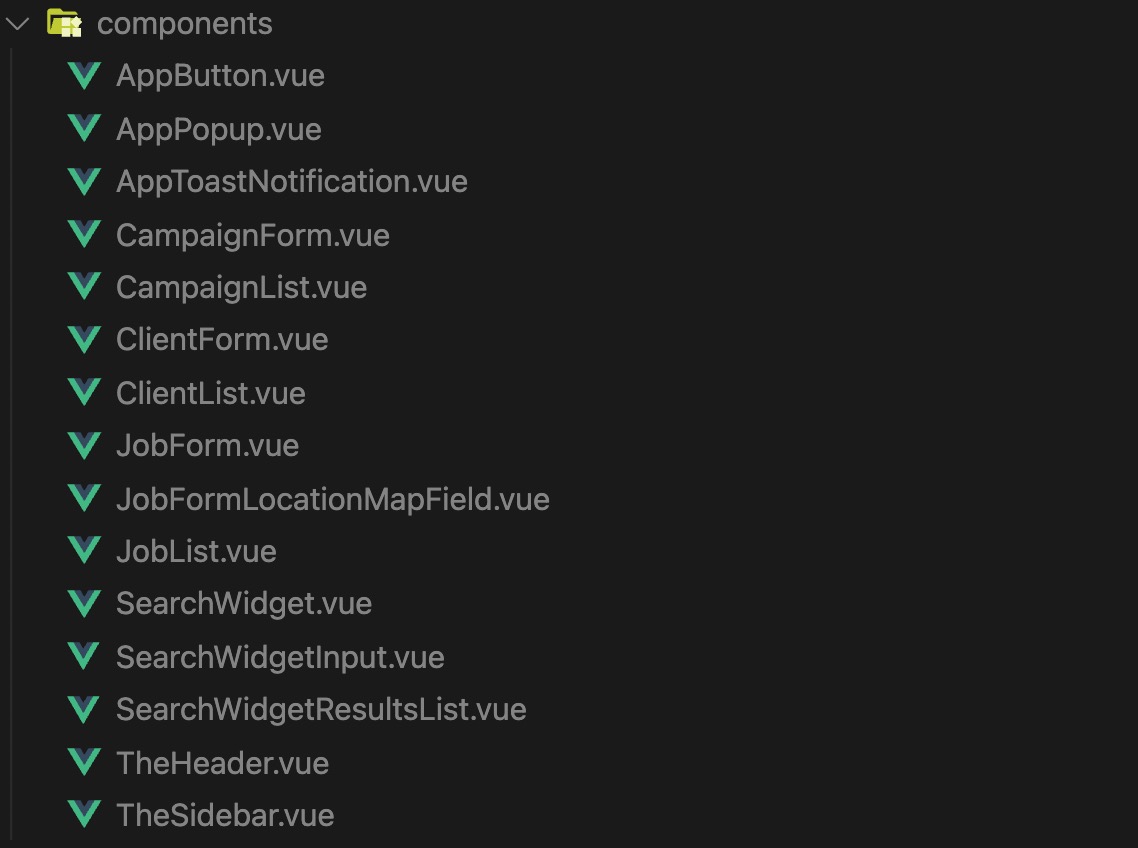 components
AppButton.vue
AppPopup.vue
AppToastNotification.vue
CampaignForm.vue
CampaignList.vue
ClientForm.vue
ClientList.vue
JobForm.vue
JobFormLocationMapField.vue
JobList.vue
SearchWidget.vue
SearchWidgetInput.vue
SearchWidgetResultsList.vue
TheHeader.vue
TheSidebar.vue